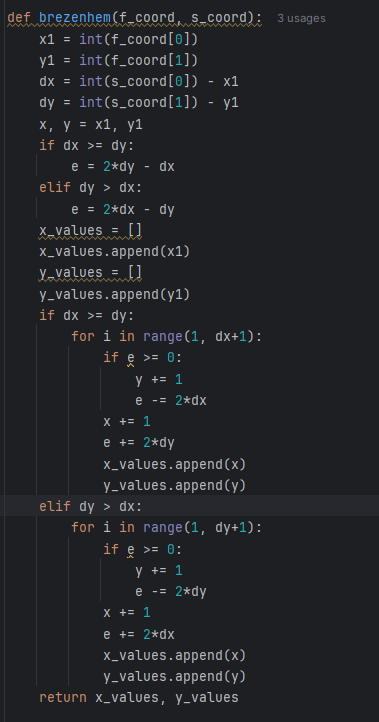 def brezenhem(f_coord, s_coord): 3 usages
    x1 = int(f_coord[0])
    y1 = int(f_coord[1])
    dx = int(s_coord[0]) - x1
    dy = int(s_coord[1]) - y1
    x, y = x1, y1
    if dx >= dy:
        e = 2*dy - dx
    elif dy > dx:
        e = 2*dx - dy
    x_values = []
    x_values.append(x1)
    y_values = []
    y_values.append(y1)
    if dx >= dy:
        for i in range(1, dx+1):
            if e >= 0:
                y += 1
                e -= 2*dx
            x += 1
            e += 2*dy
            x_values.append(x)
            y_values.append(y)
    elif dy > dx:
        for i in range(1, dy+1):
            if e >= 0:
                y += 1
                e -= 2*dy
            x += 1
            e += 2*dx
            x_values.append(x)
            y_values.append(y)
    return x_values, y_values